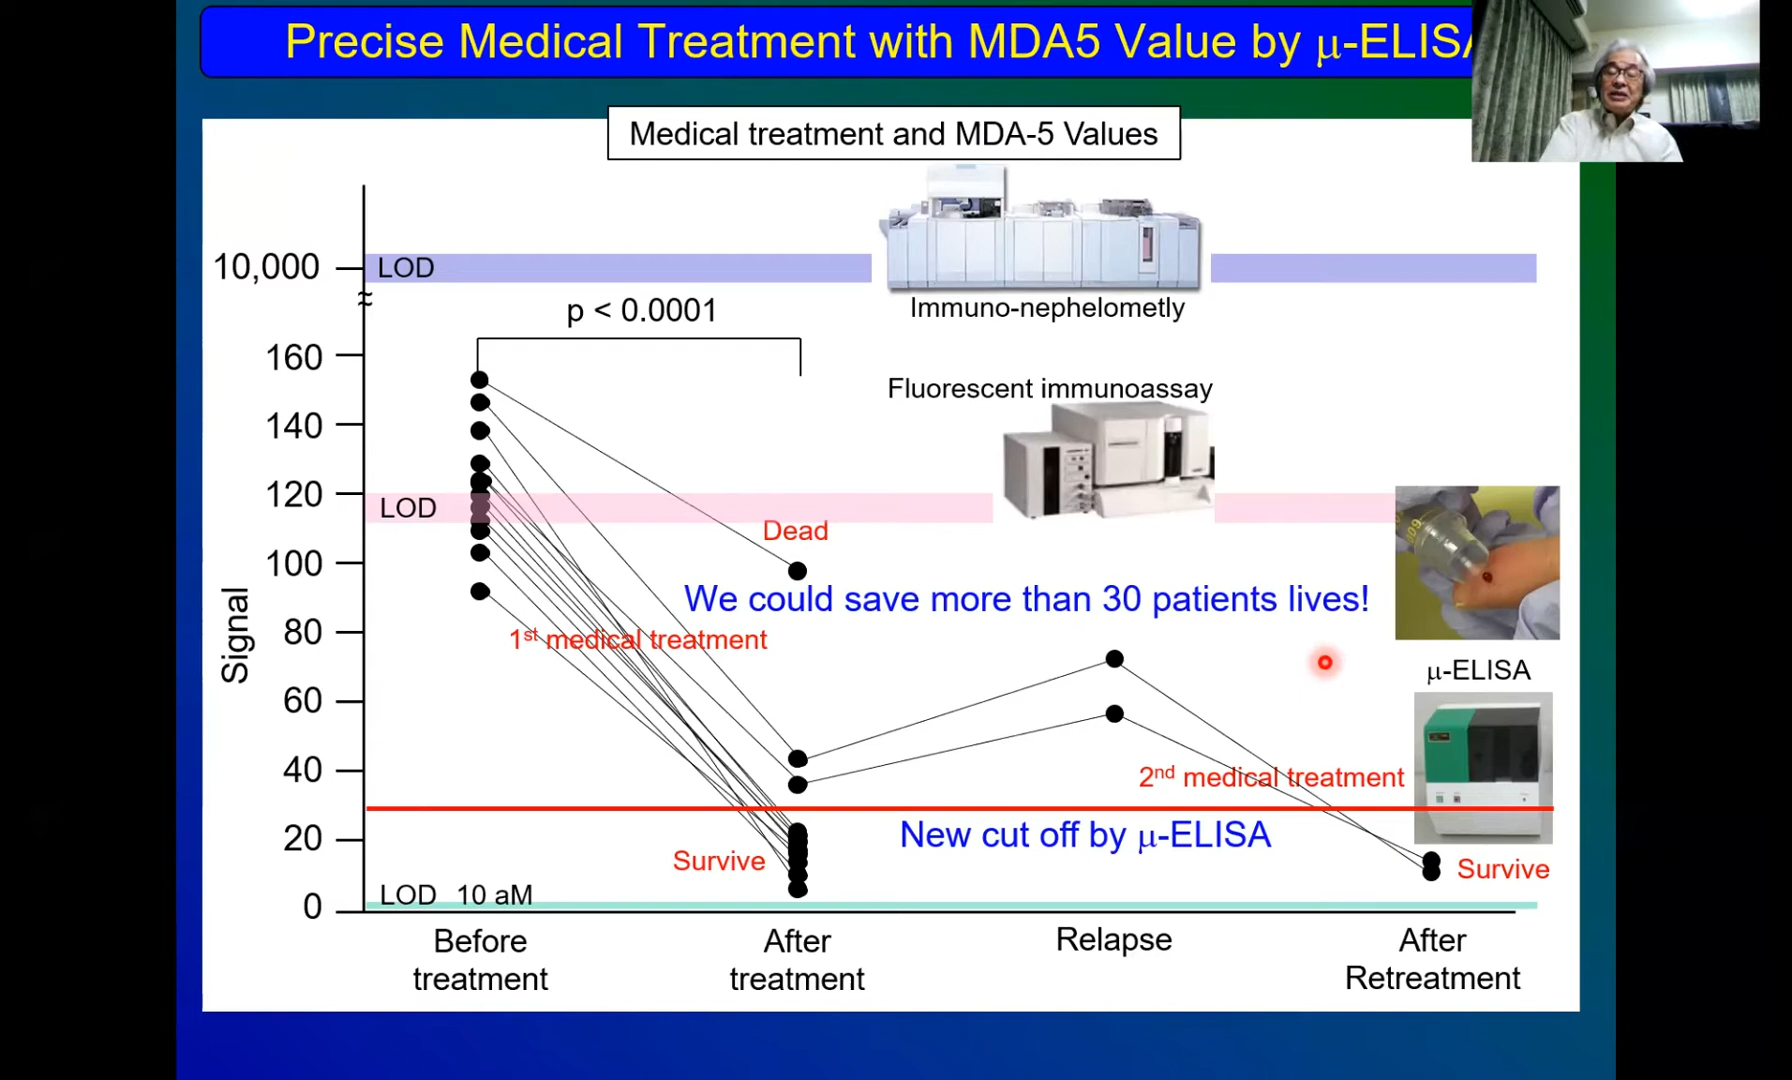 Precise Medical Treatment with MDA5 Value by μ-ELISA
Medical treatment and MDA-5 Values
10,000
LOD
Immuno-nephelometly
p < 0.0001
160
Fluorescent immunoassay
140
120
LOD
Dead
100
We could save more than 30 patients lives!
80
1st medical treatment
Signal
μ-ELISA
60
40
2nd medical treatment
20
New cut off by μ-ELISA
Survive
Survive
LOD 10 aM
0
Before
treatment
After
treatment
Relapse
After
Retreatment